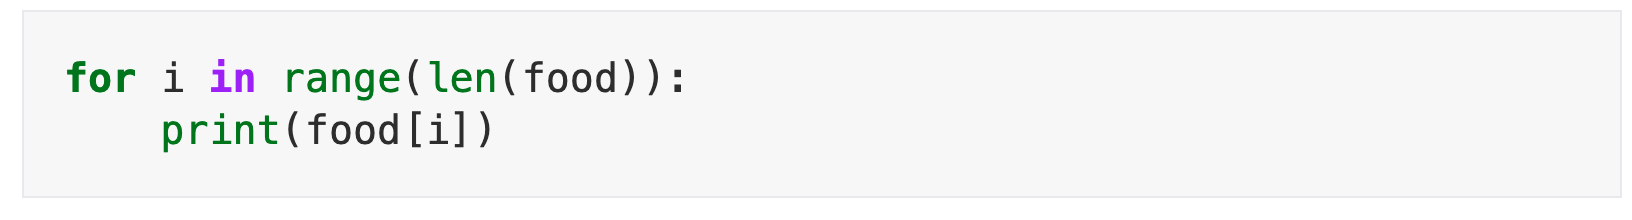 for i in range(len(food)):
    print(food[i])